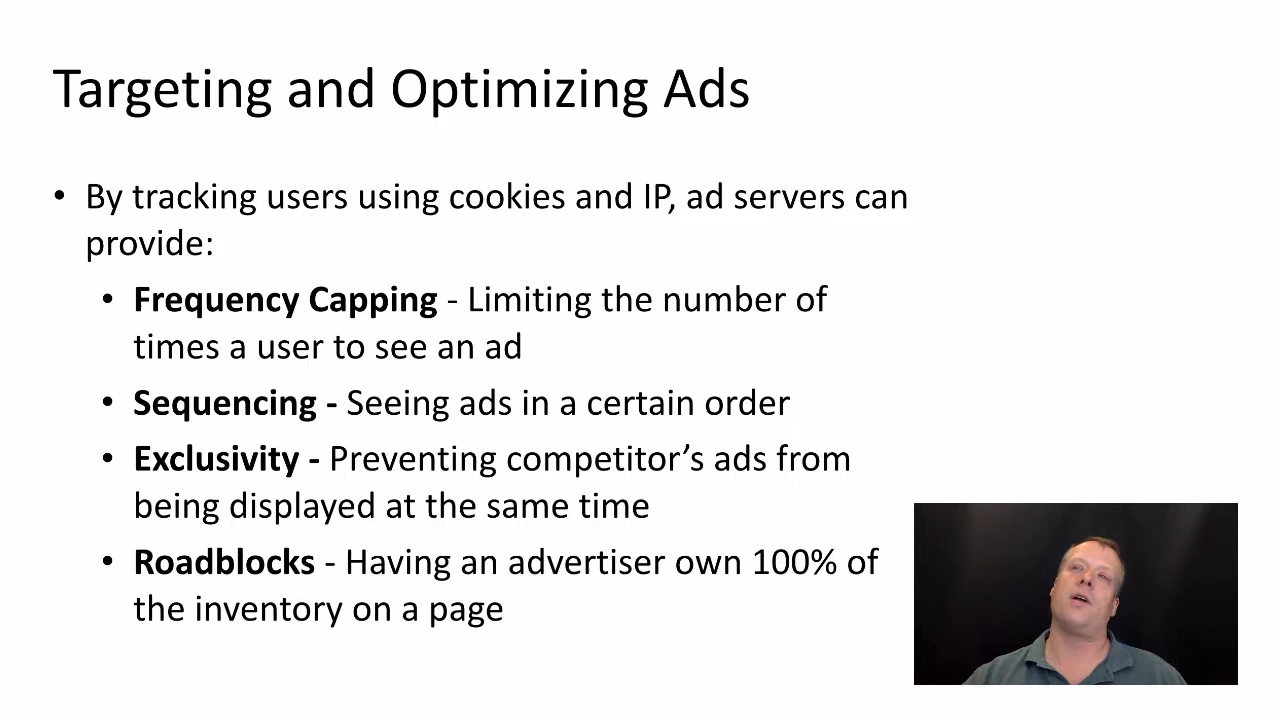 Targeting and Optimizing Ads
• By tracking users using cookies and IP, ad servers can
provide:
• Frequency Capping - Limiting the number of
times a user to see an ad
• Sequencing - Seeing ads in a certain order
• Exclusivity - Preventing competitor’s ads from
being displayed at the same time
• Roadblocks - Having an advertiser own 100% of
the inventory on a page